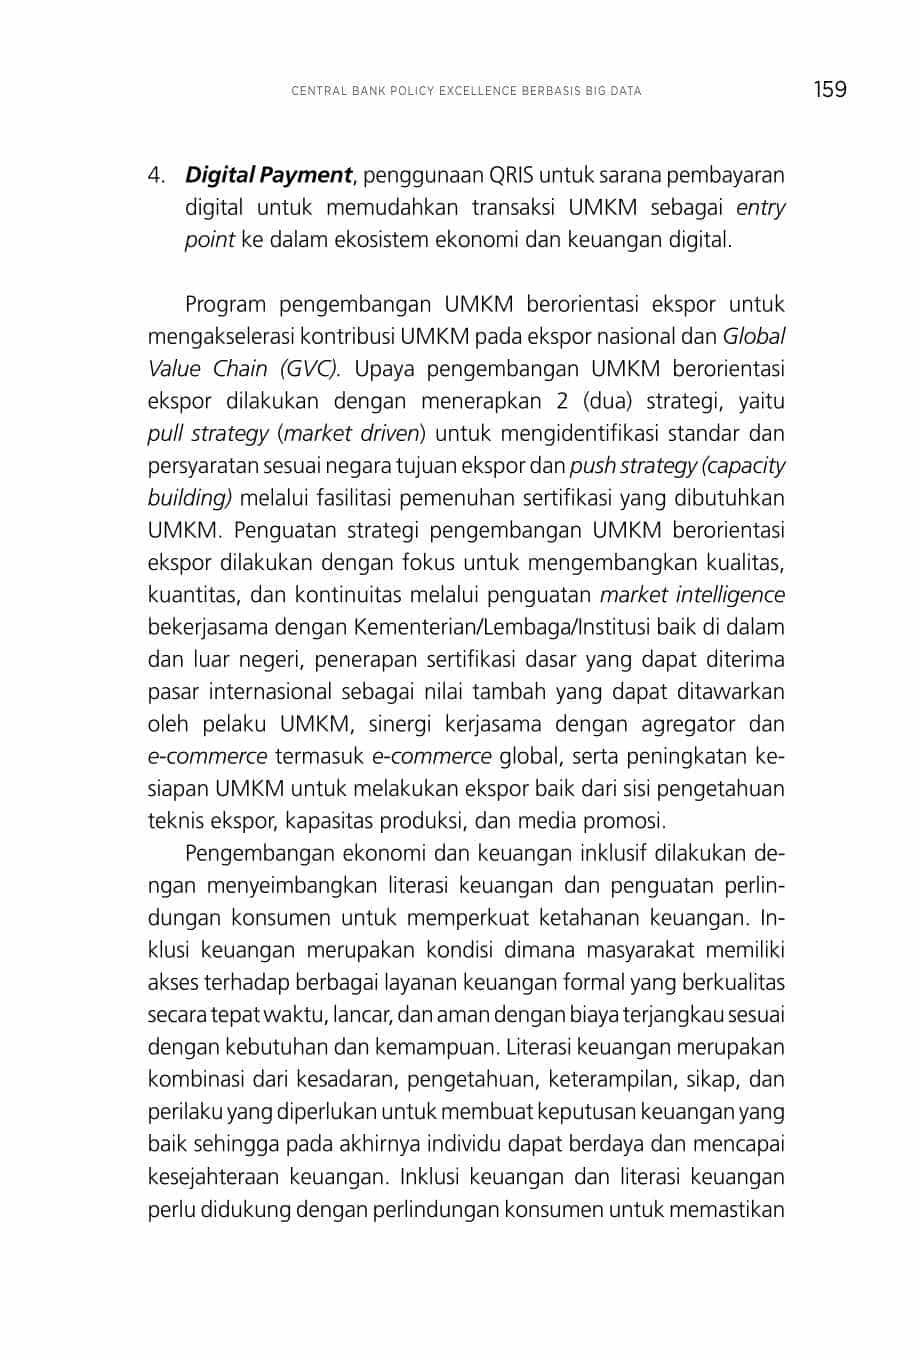 CENTRAL BANK POLICY EXCELLENCE BERBASIS BIG DATA 159
4. Digital Payment, penggunaan QRIS untuk sarana pembayaran
digital untuk memudahkan transaksi UMKM sebagai entry
point ke dalam ekosistem ekonomi dan keuangan digital.
Program pengembangan UMKM berorientasi ekspor untuk
mengakselerasi kontribusi UMKM pada ekspor nasional dan Global
Value Chain (GVC). Upaya pengembangan UMKM berorientasi
ekspor dilakukan dengan menerapkan 2 (dua) strategi, yaitu
pull strategy (market driven) untuk mengidentifikasi standar dan
persyaratan sesuai negara tujuan ekspor dan push strategy (capacity
building) melalui fasilitasi pemenuhan sertifikasi yang dibutuhkan
UMKM. Penguatan strategi pengembangan UMKM berorientasi
ekspor dilakukan dengan fokus untuk mengembangkan kualitas,
kuantitas, dan kontinuitas melalui penguatan market intelligence
bekerjasama dengan Kementerian/Lembaga/Institusi baik di dalam
dan luar negeri, penerapan sertifikasi dasar yang dapat diterima
pasar internasional sebagai nilai tambah yang dapat ditawarkan
oleh pelaku UMKM, sinergi kerjasama dengan agregator dan
e-commerce termasuk e-commerce global, serta peningkatan ke-
siapan UMKM untuk melakukan ekspor baik dari sisi pengetahuan
teknis ekspor, kapasitas produksi, dan media promosi.
Pengembangan ekonomi dan keuangan inklusif dilakukan de-
ngan menyeimbangkan literasi keuangan dan penguatan perlin-
dungan konsumen untuk memperkuat ketahanan keuangan. In-
klusi keuangan merupakan kondisi dimana masyarakat memiliki
akses terhadap berbagai layanan keuangan formal yang berkualitas
secara tepat waktu, lancar, dan aman dengan biaya terjangkau sesuai
dengan kebutuhan dan kemampuan. Literasi keuangan merupakan
kombinasi dari kesadaran, pengetahuan, keterampilan, sikap, dan
perilaku yang diperlukan untuk membuat keputusan keuangan yang
baik sehingga pada akhirnya individu dapat berdaya dan mencapai
kesejahteraan keuangan. Inklusi keuangan dan literasi keuangan
perlu didukung dengan perlindungan konsumen untuk memastikan